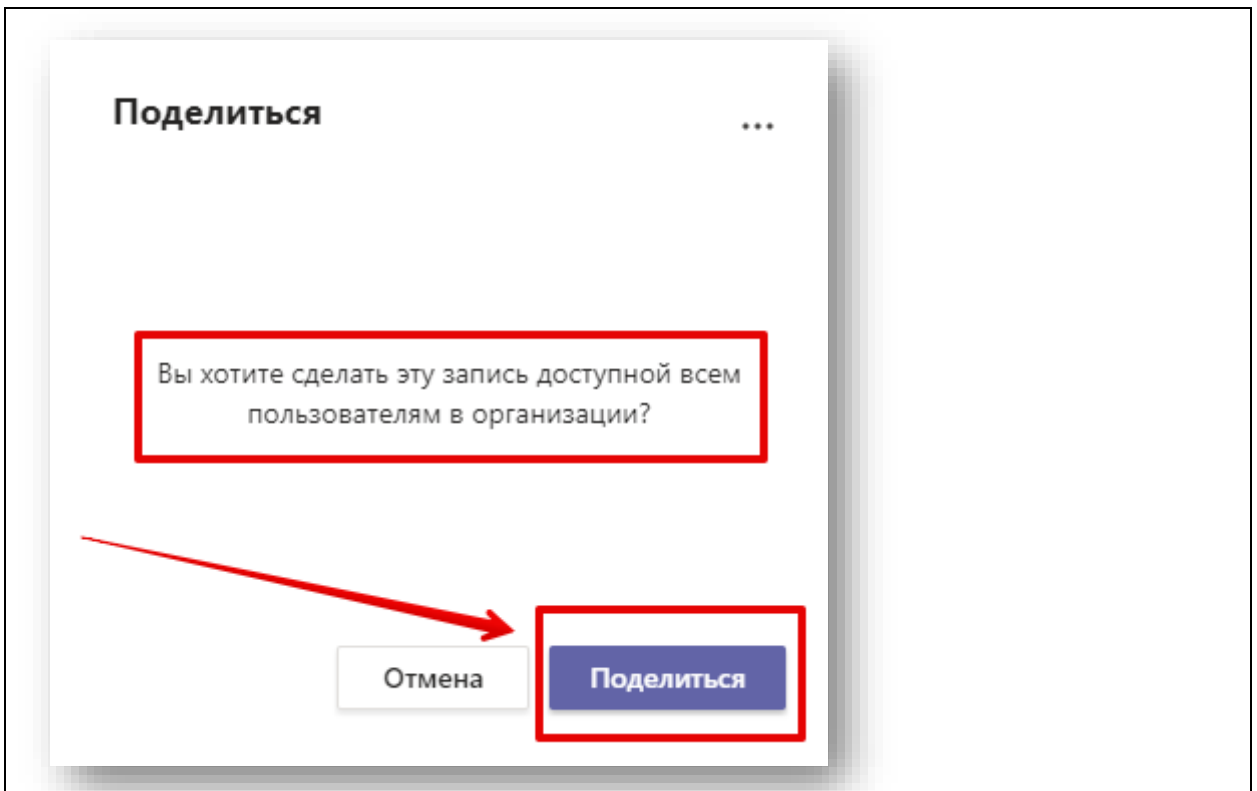 Поделиться
...
Вы хотите сделать эту запись доступной всем
пользователям в организации?
Отмена
Поделиться